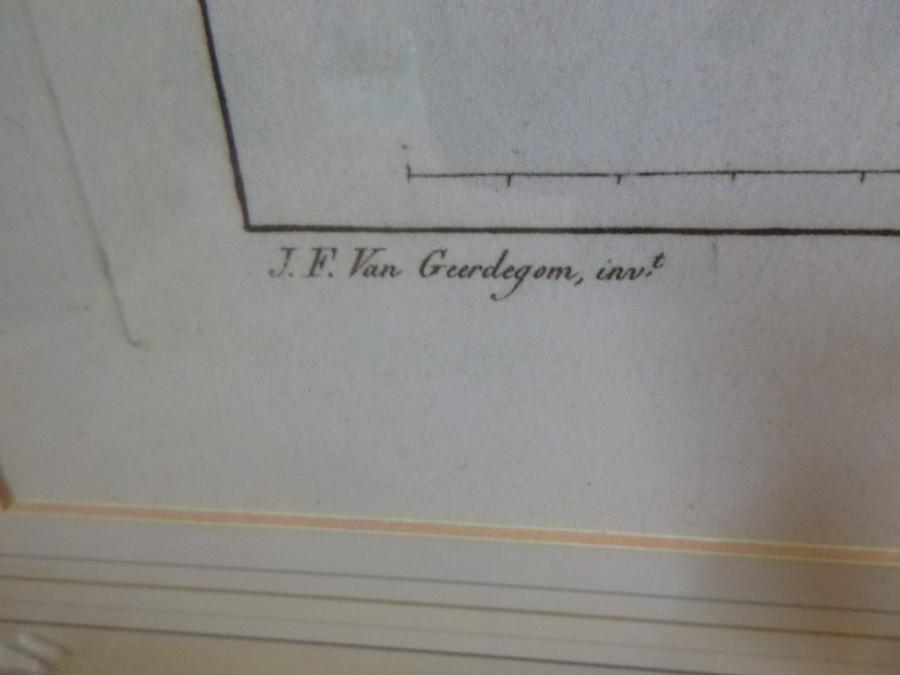 J. F. Van Geerdegom, inv.t